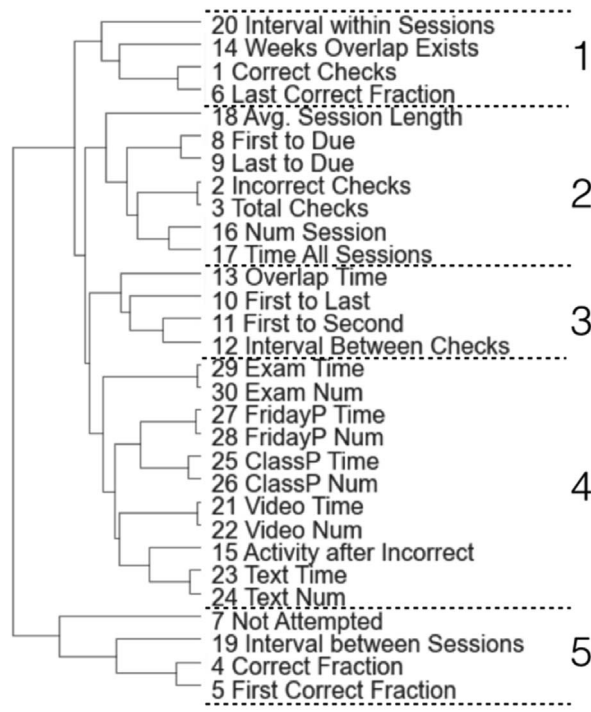 20 Interval within Sessions
14 Weeks Overlap Exists
1 Correct Checks
6 Last Correct Fraction
1
18 Avg. Session Length
8 First to Due
9 Last to Due
2 Incorrect Checks
3 Total Checks
16 Num Session
17 Time All Sessions
2
13 Overlap Time
10 First to Last
11 First to Second
12 Interval Between Checks
3
29 Exam Time
30 Exam Num
27 FridayP Time
28 FridayP Num
25 ClassP Time
26 ClassP Num
21 Video Time
22 Video Num
15 Activity after Incorrect
23 Text Time
24 Text Num
4
7 Not Attempted
19 Interval between Sessions
4 Correct Fraction
5 First Correct Fraction
5